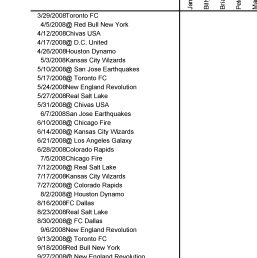 Jan
Bri
Pet
Ma
3/29/2008Toronto FC
4/5/2008@ Red Bull New York
4/12/2008Chivas USA
4/17/2008@ D.C. United
4/26/2008Houston Dynamo
5/3/2008Kansas City Wizards
5/10/2008@ San Jose Earthquakes
5/17/2008@ Toronto FC
5/24/2008New England Revolution
5/27/2008Real Salt Lake
5/31/2008@ Chivas USA
6/7/2008San Jose Earthquakes
6/10/2008@ Chicago Fire
6/14/2008@ Kansas City Wizards
6/21/2008@ Los Angeles Galaxy
6/28/2008Colorado Rapids
7/5/2008Chicago Fire
7/12/2008@ Real Salt Lake
7/17/2008Kansas City Wizards
7/27/2008@ Colorado Rapids
8/2/2008@ Houston Dynamo
8/16/2008FC Dallas
8/23/2008Real Salt Lake
8/30/2008@ FC Dallas
9/6/2008New England Revolution
9/13/2008@ Toronto FC
9/18/2008Red Bull New York
9/27/2008@ New England Revolution